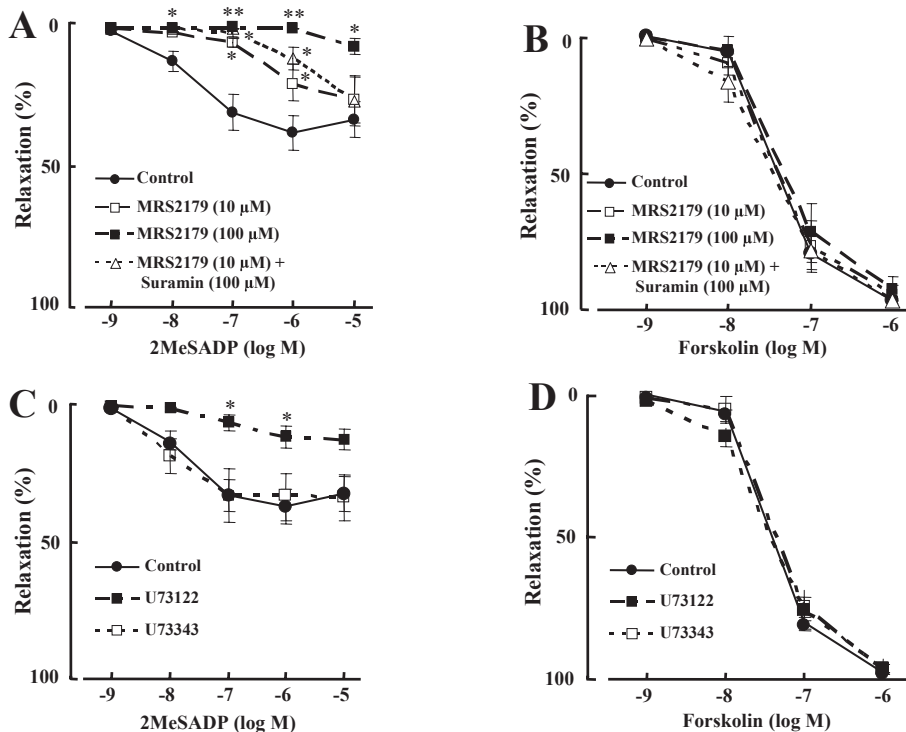 A
Relaxation (%)
0
50
100
* ** ** *
*
*
*
*
Control
MRS2179 (10 µM)
MRS2179 (100 µM)
MRS2179 (10 µM) +
Suramin (100 µM)
-9 -8 -7 -6 -5
2MeSADP (log M)
B
Relaxation (%)
0
50
100
Control
MRS2179 (10 µM)
MRS2179 (100 µM)
MRS2179 (10 µM) +
Suramin (100 µM)
-9 -8 -7 -6
Forskolin (log M)
C
Relaxation (%)
0
50
100
* *
Control
U73122
U73343
-9 -8 -7 -6 -5
2MeSADP (log M)
D
Relaxation (%)
0
50
100
Control
U73122
U73343
-9 -8 -7 -6
Forskolin (log M)